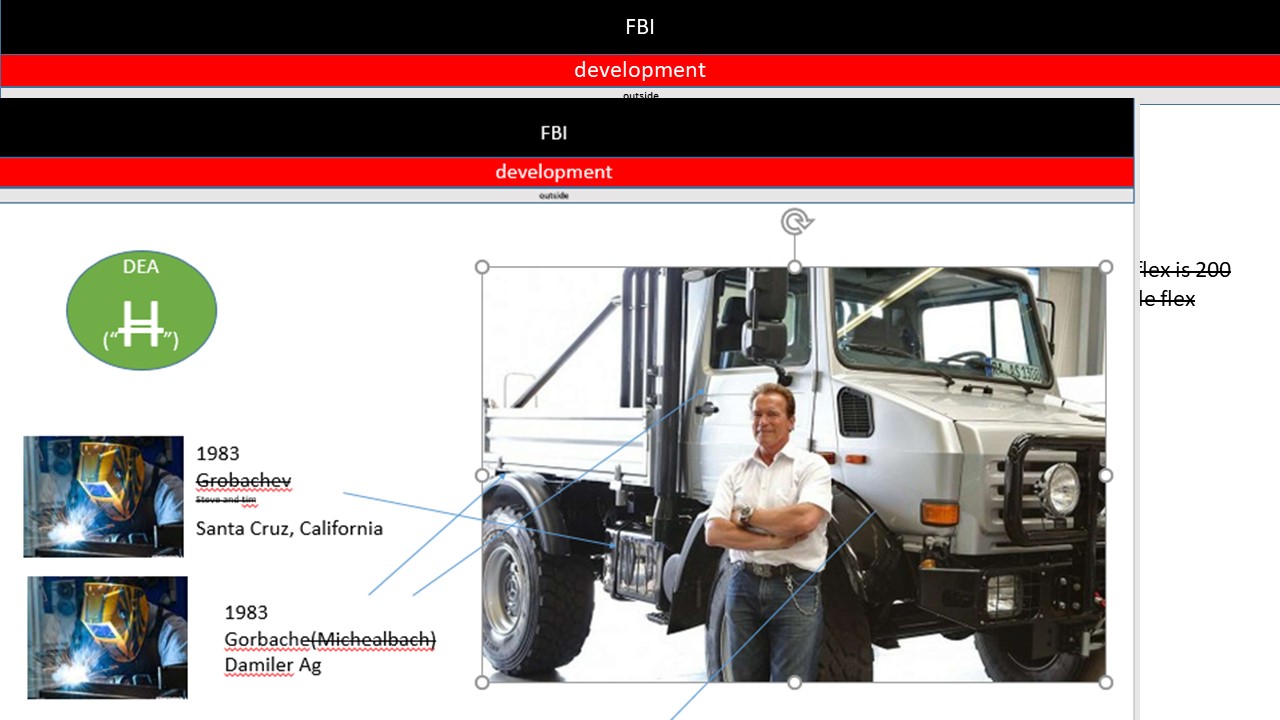 FBI
development
outside
FBI
development
outside
flex is 200
le flex
DEA
("H")
1983
Grobachev
Steve and tim
Santa Cruz, California
1983
Gorbache(Michealbach)
Damiler Ag